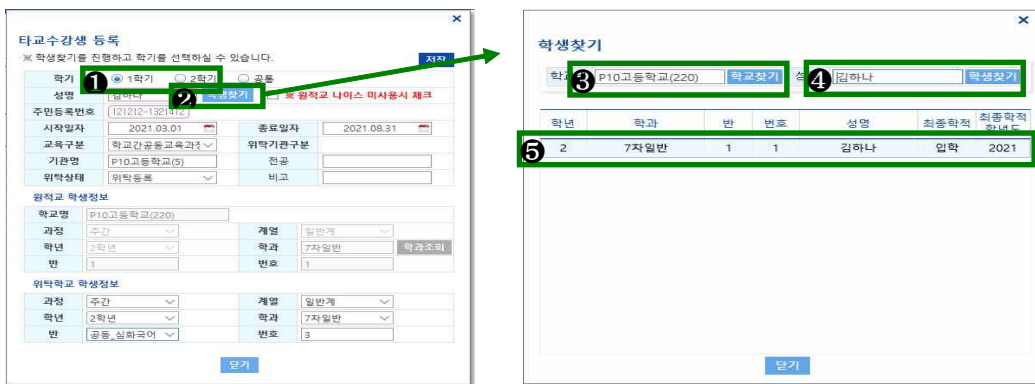 ×
타교수강생 등록
※ 학생찾기를 진행하고 학기를 선택하실 수 있습니다. 저장
학기 ❶ 1학기 2학기 공통
성명 김하나 ❷ 학생찾기 ※ 원적교 나이스 미사용시 체크
주민등록번호 121212-1321412
시작일자 2021.03.01 종료일자 2021.08.31
교육구분 학교간공동교육과정 위탁기관구분
기관명 P10고등학교(5) 전공
위탁상태 위탁등록 비고
원적교 학생정보
학교명 P10고등학교(220)
과정 주간 계열 일반계
학년 2학년 학과 7차일반 학과조회
반 1 번호 1
위탁학교 학생정보
과정 주간 계열 일반계
학년 2학년 학과 7차일반
반 공동_심화국어 번호 3
닫기
×
학생찾기
❸ P10고등학교(220) 학교찾기 ❹ 김하나 학생찾기
학년 학과 반 번호 성명 최종학적 최종학적
학년도
❺ 2 7차일반 1 1 김하나 입학 2021
닫기